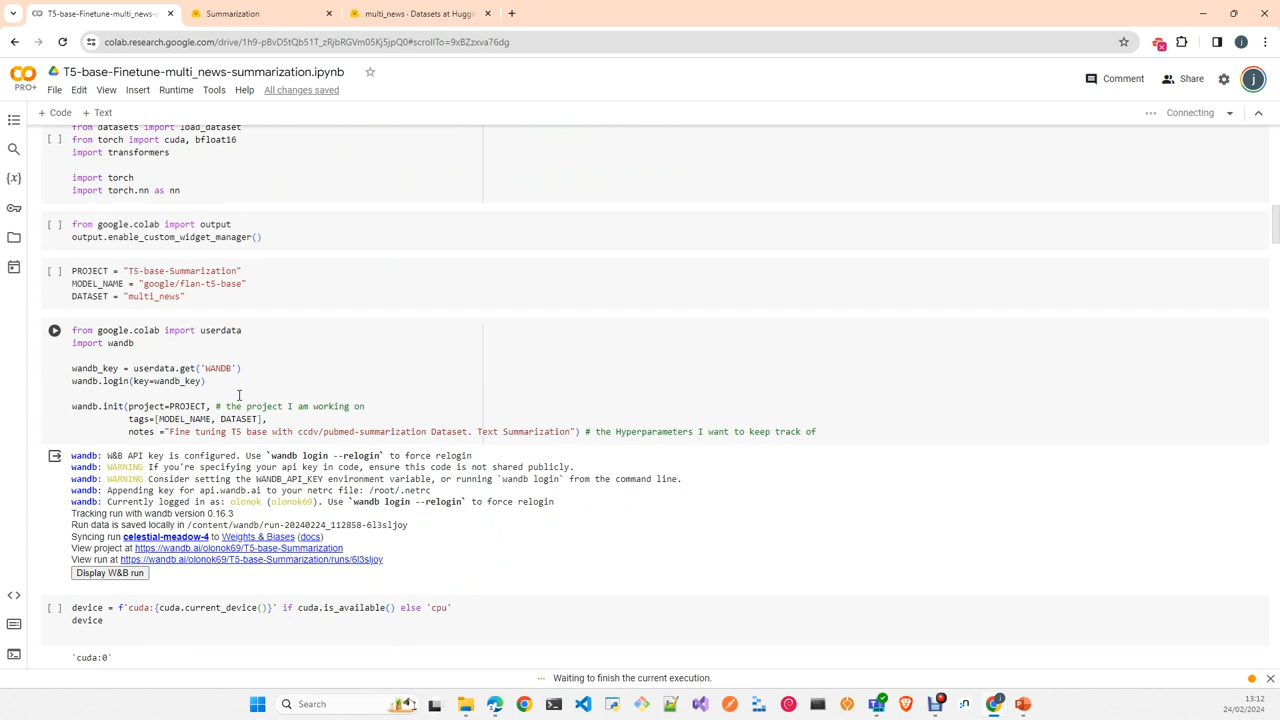 T5-base-Finetune-multi_news-s
Summarization
multi_news · Datasets at Hugg
colab.research.google.com/drive/1h9-pBvD5tQb51T_zRjbRGVm05Kj5jpQ0#scrollTo=9xBZzxva76dg
CO
PRO+
T5-base-Finetune-multi_news-summarization.ipynb
Comment
Share
j
File Edit View Insert Runtime Tools Help All changes saved
+ Code + Text
Connecting
from datasets import load_dataset
[ ] from torch import cuda, bfloat16
import transformers
import torch
import torch.nn as nn
[ ] from google.colab import output
output.enable_custom_widget_manager()
[ ] PROJECT = "T5-base-Summarization"
MODEL_NAME = "google/flan-t5-base"
DATASET = "multi_news"
from google.colab import userdata
import wandb
wandb_key = userdata.get('WANDB')
wandb.login(key=wandb_key)
wandb.init(project=PROJECT, # the project I am working on
tags=[MODEL_NAME, DATASET],
notes ="Fine tuning T5 base with ccdv/pubmed-summarization Dataset. Text Summarization") # the Hyperparameters I want to keep track of
wandb: W&B API key is configured. Use `wandb login --relogin` to force relogin
wandb: WARNING If you're specifying your api key in code, ensure this code is not shared publicly.
wandb: WARNING Consider setting the WANDB_API_KEY environment variable, or running `wandb login` from the command line.
wandb: Appending key for api.wandb.ai to your netrc file: /root/.netrc
wandb: Currently logged in as: olonok (olonok69). Use `wandb login --relogin` to force relogin
Tracking run with wandb version 0.16.3
Run data is saved locally in /content/wandb/run-20240224_112858-6l3sljoy
Syncing run celestial-meadow-4 to Weights & Biases (docs)
View project at https://wandb.ai/olonok69/T5-base-Summarization
View run at https://wandb.ai/olonok69/T5-base-Summarization/runs/6l3sljoy
Display W&B run
[ ] device = f'cuda:{cuda.current_device()}' if cuda.is_available() else 'cpu'
device
'cuda:0'
Waiting to finish the current execution.
Search
13:12
24/02/2024